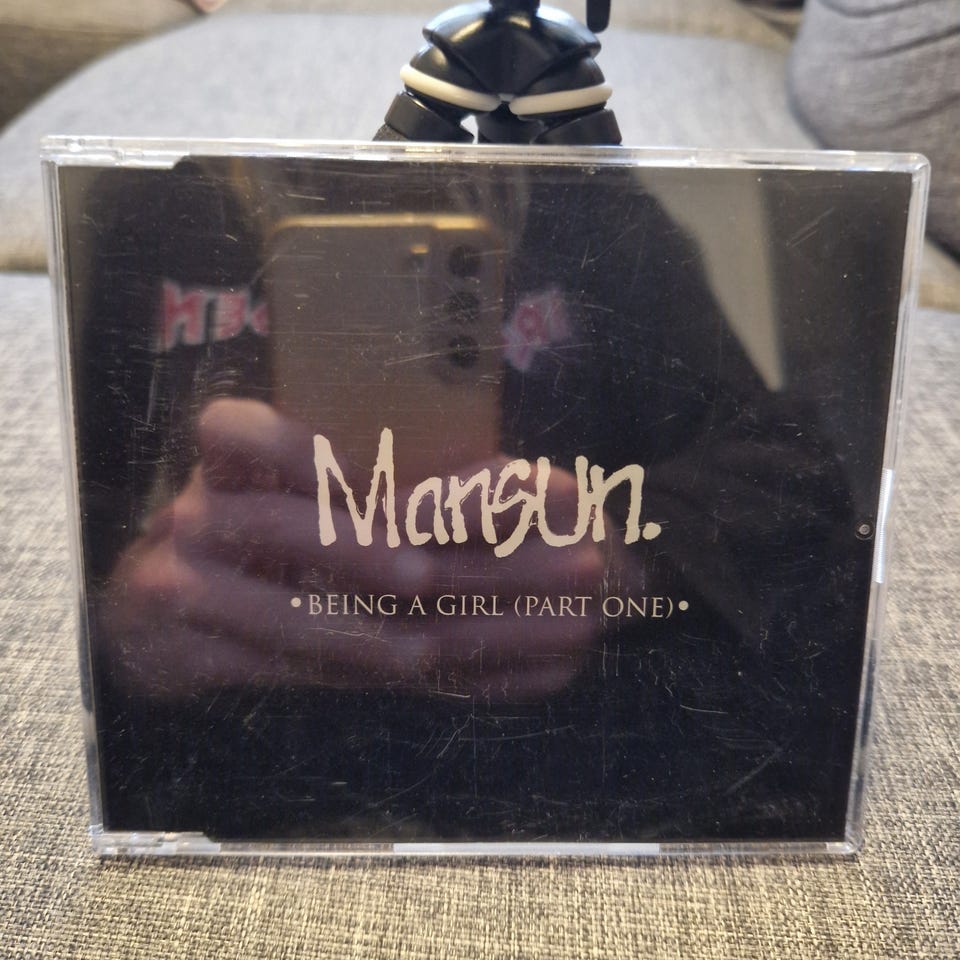 Mansun.
•BEING A GIRL (PART ONE)•